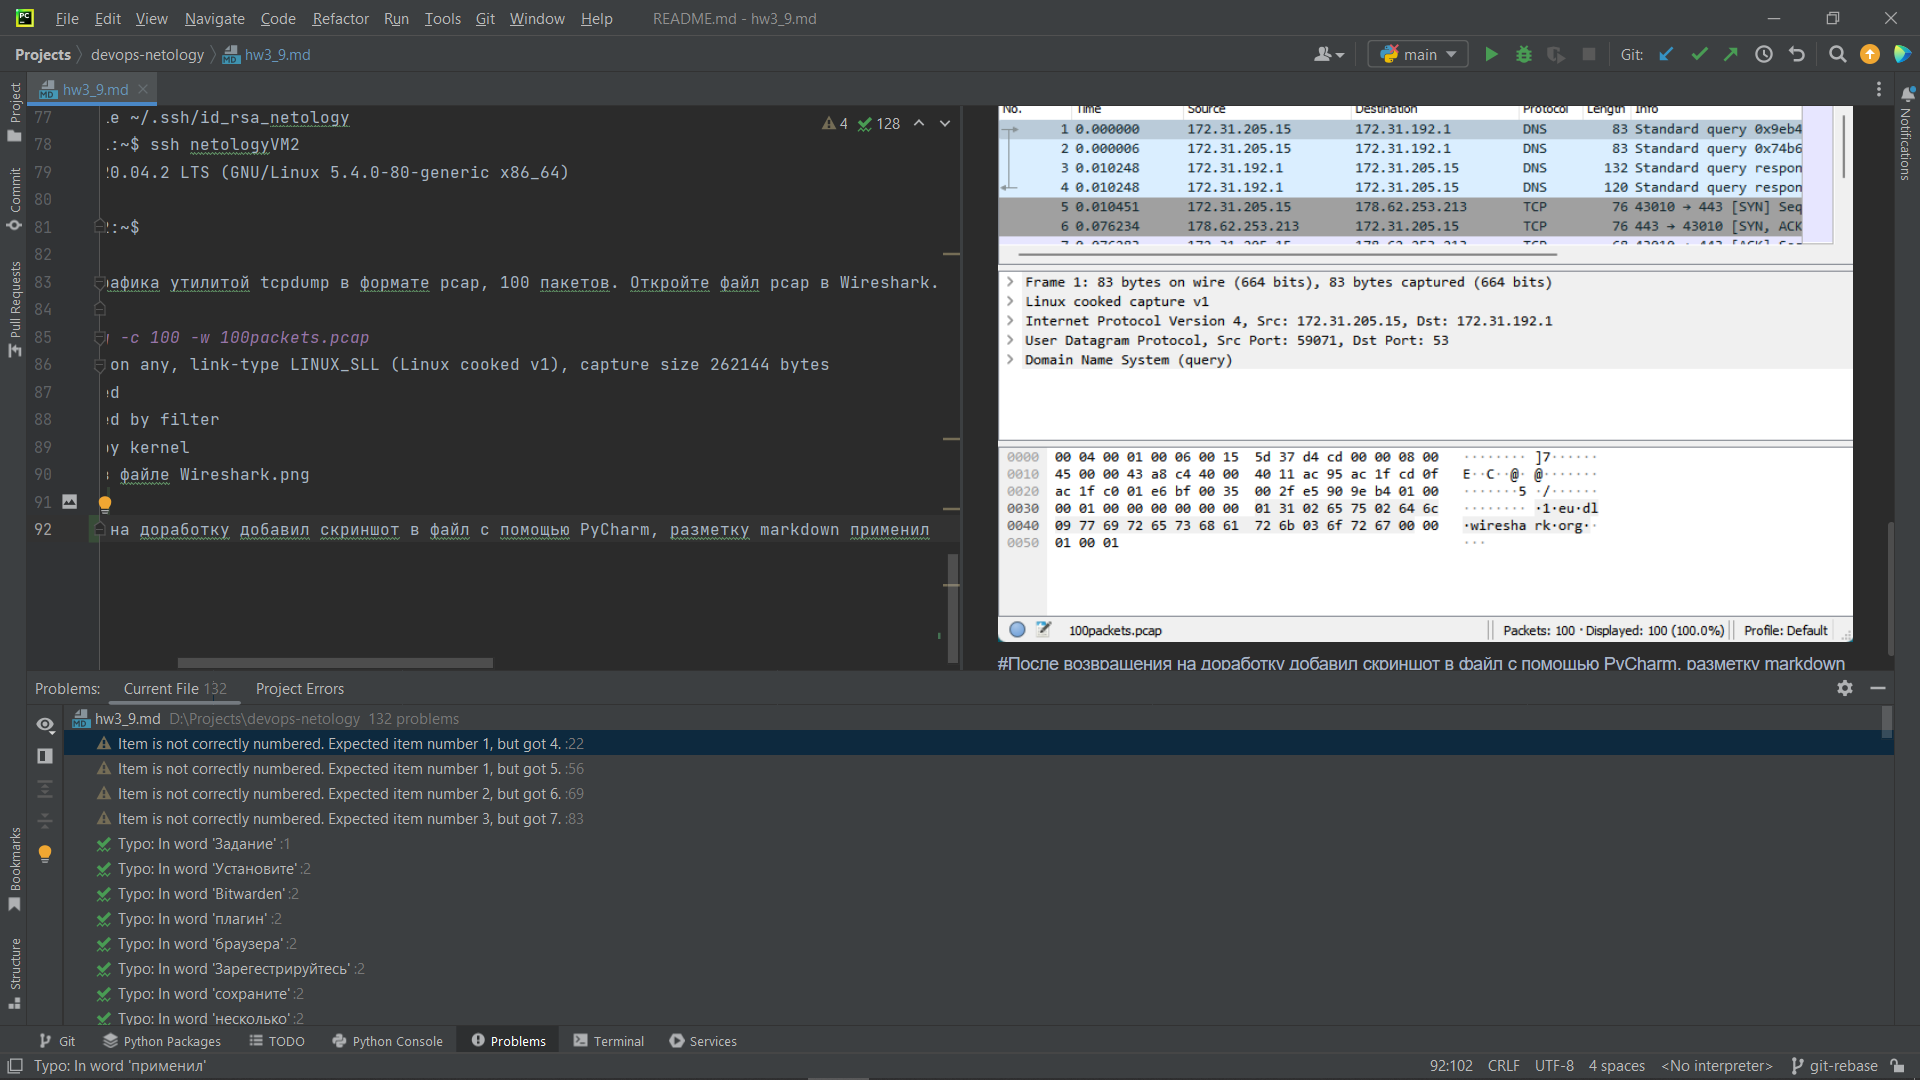 File Edit View Navigate Code Refactor Run Tools Git Window Help README.md - hw3_9.md
Projects devops-netology hw3_9.md
main Git:
hw3_9.md
Project
Commit
Pull Requests
Bookmarks
Structure
Notifications
4 128
77 :e ~/.ssh/id_rsa_netology
78 :~$ ssh netologyVM2
79 20.04.2 LTS (GNU/Linux 5.4.0-80-generic x86_64)
80
81 :~$
82
83 афика утилитой tcpdump в формате pcap, 100 пакетов. Откройте файл pcap в Wireshark.
84
85 -c 100 -w 100packets.pcap
86 on any, link-type LINUX_SLL (Linux cooked v1), capture size 262144 bytes
87 ed
88 ed by filter
89 by kernel
90 в файле Wireshark.png
91
92 на доработку добавил скриншот в файл с помощью PyCharm, разметку markdown применил
No. Time Source Destination Protocol Length Info
1 0.000000 172.31.205.15 172.31.192.1 DNS 83 Standard query 0x9eb4
2 0.000006 172.31.205.15 172.31.192.1 DNS 83 Standard query 0x74b6
3 0.010248 172.31.192.1 172.31.205.15 DNS 132 Standard query respon
4 0.010248 172.31.192.1 172.31.205.15 DNS 120 Standard query respon
5 0.010451 172.31.205.15 178.62.253.213 TCP 76 43010 → 443 [SYN] Seq
6 0.076234 178.62.253.213 172.31.205.15 TCP 76 443 → 43010 [SYN, ACK
7 0.076283 172.31.205.15 178.62.253.213 TCP 68 43010 → 443 [ACK] Seq
Frame 1: 83 bytes on wire (664 bits), 83 bytes captured (664 bits)
Linux cooked capture v1
Internet Protocol Version 4, Src: 172.31.205.15, Dst: 172.31.192.1
User Datagram Protocol, Src Port: 59071, Dst Port: 53
Domain Name System (query)
0000 00 04 00 01 00 06 00 15 5d 37 d4 cd 00 00 08 00 ········ ]7······
0010 45 00 00 43 a8 c4 40 00 40 11 ac 95 ac 1f cd 0f E··C··@· @·······
0020 ac 1f c0 01 e6 bf 00 35 00 2f e5 90 9e b4 01 00 ·······5 ·/······
0030 00 01 00 00 00 00 00 00 01 31 02 65 75 02 64 6c ········ ·1·eu·dl
0040 09 77 69 72 65 73 68 61 72 6b 03 6f 72 67 00 00 ·wiresha rk·org··
0050 01 00 01 ···
100packets.pcap Packets: 100 · Displayed: 100 (100.0%) Profile: Default
#После возвращения на доработку добавил скриншот в файл с помощью PyCharm, разметку markdown
Problems: Current File 132 Project Errors
hw3_9.md D:\Projects\devops-netology 132 problems
Item is not correctly numbered. Expected item number 1, but got 4. :22
Item is not correctly numbered. Expected item number 1, but got 5. :56
Item is not correctly numbered. Expected item number 2, but got 6. :69
Item is not correctly numbered. Expected item number 3, but got 7. :83
Typo: In word 'Задание' :1
Typo: In word 'Установите' :2
Typo: In word 'Bitwarden' :2
Typo: In word 'плагин' :2
Typo: In word 'браузера' :2
Typo: In word 'Зарегестрируйтесь' :2
Typo: In word 'сохраните' :2
Typo: In word 'несколько' :2
Git Python Packages TODO Python Console Problems Terminal Services
Typo: In word 'применил' 92:102 CRLF UTF-8 4 spaces <No interpreter> git-rebase